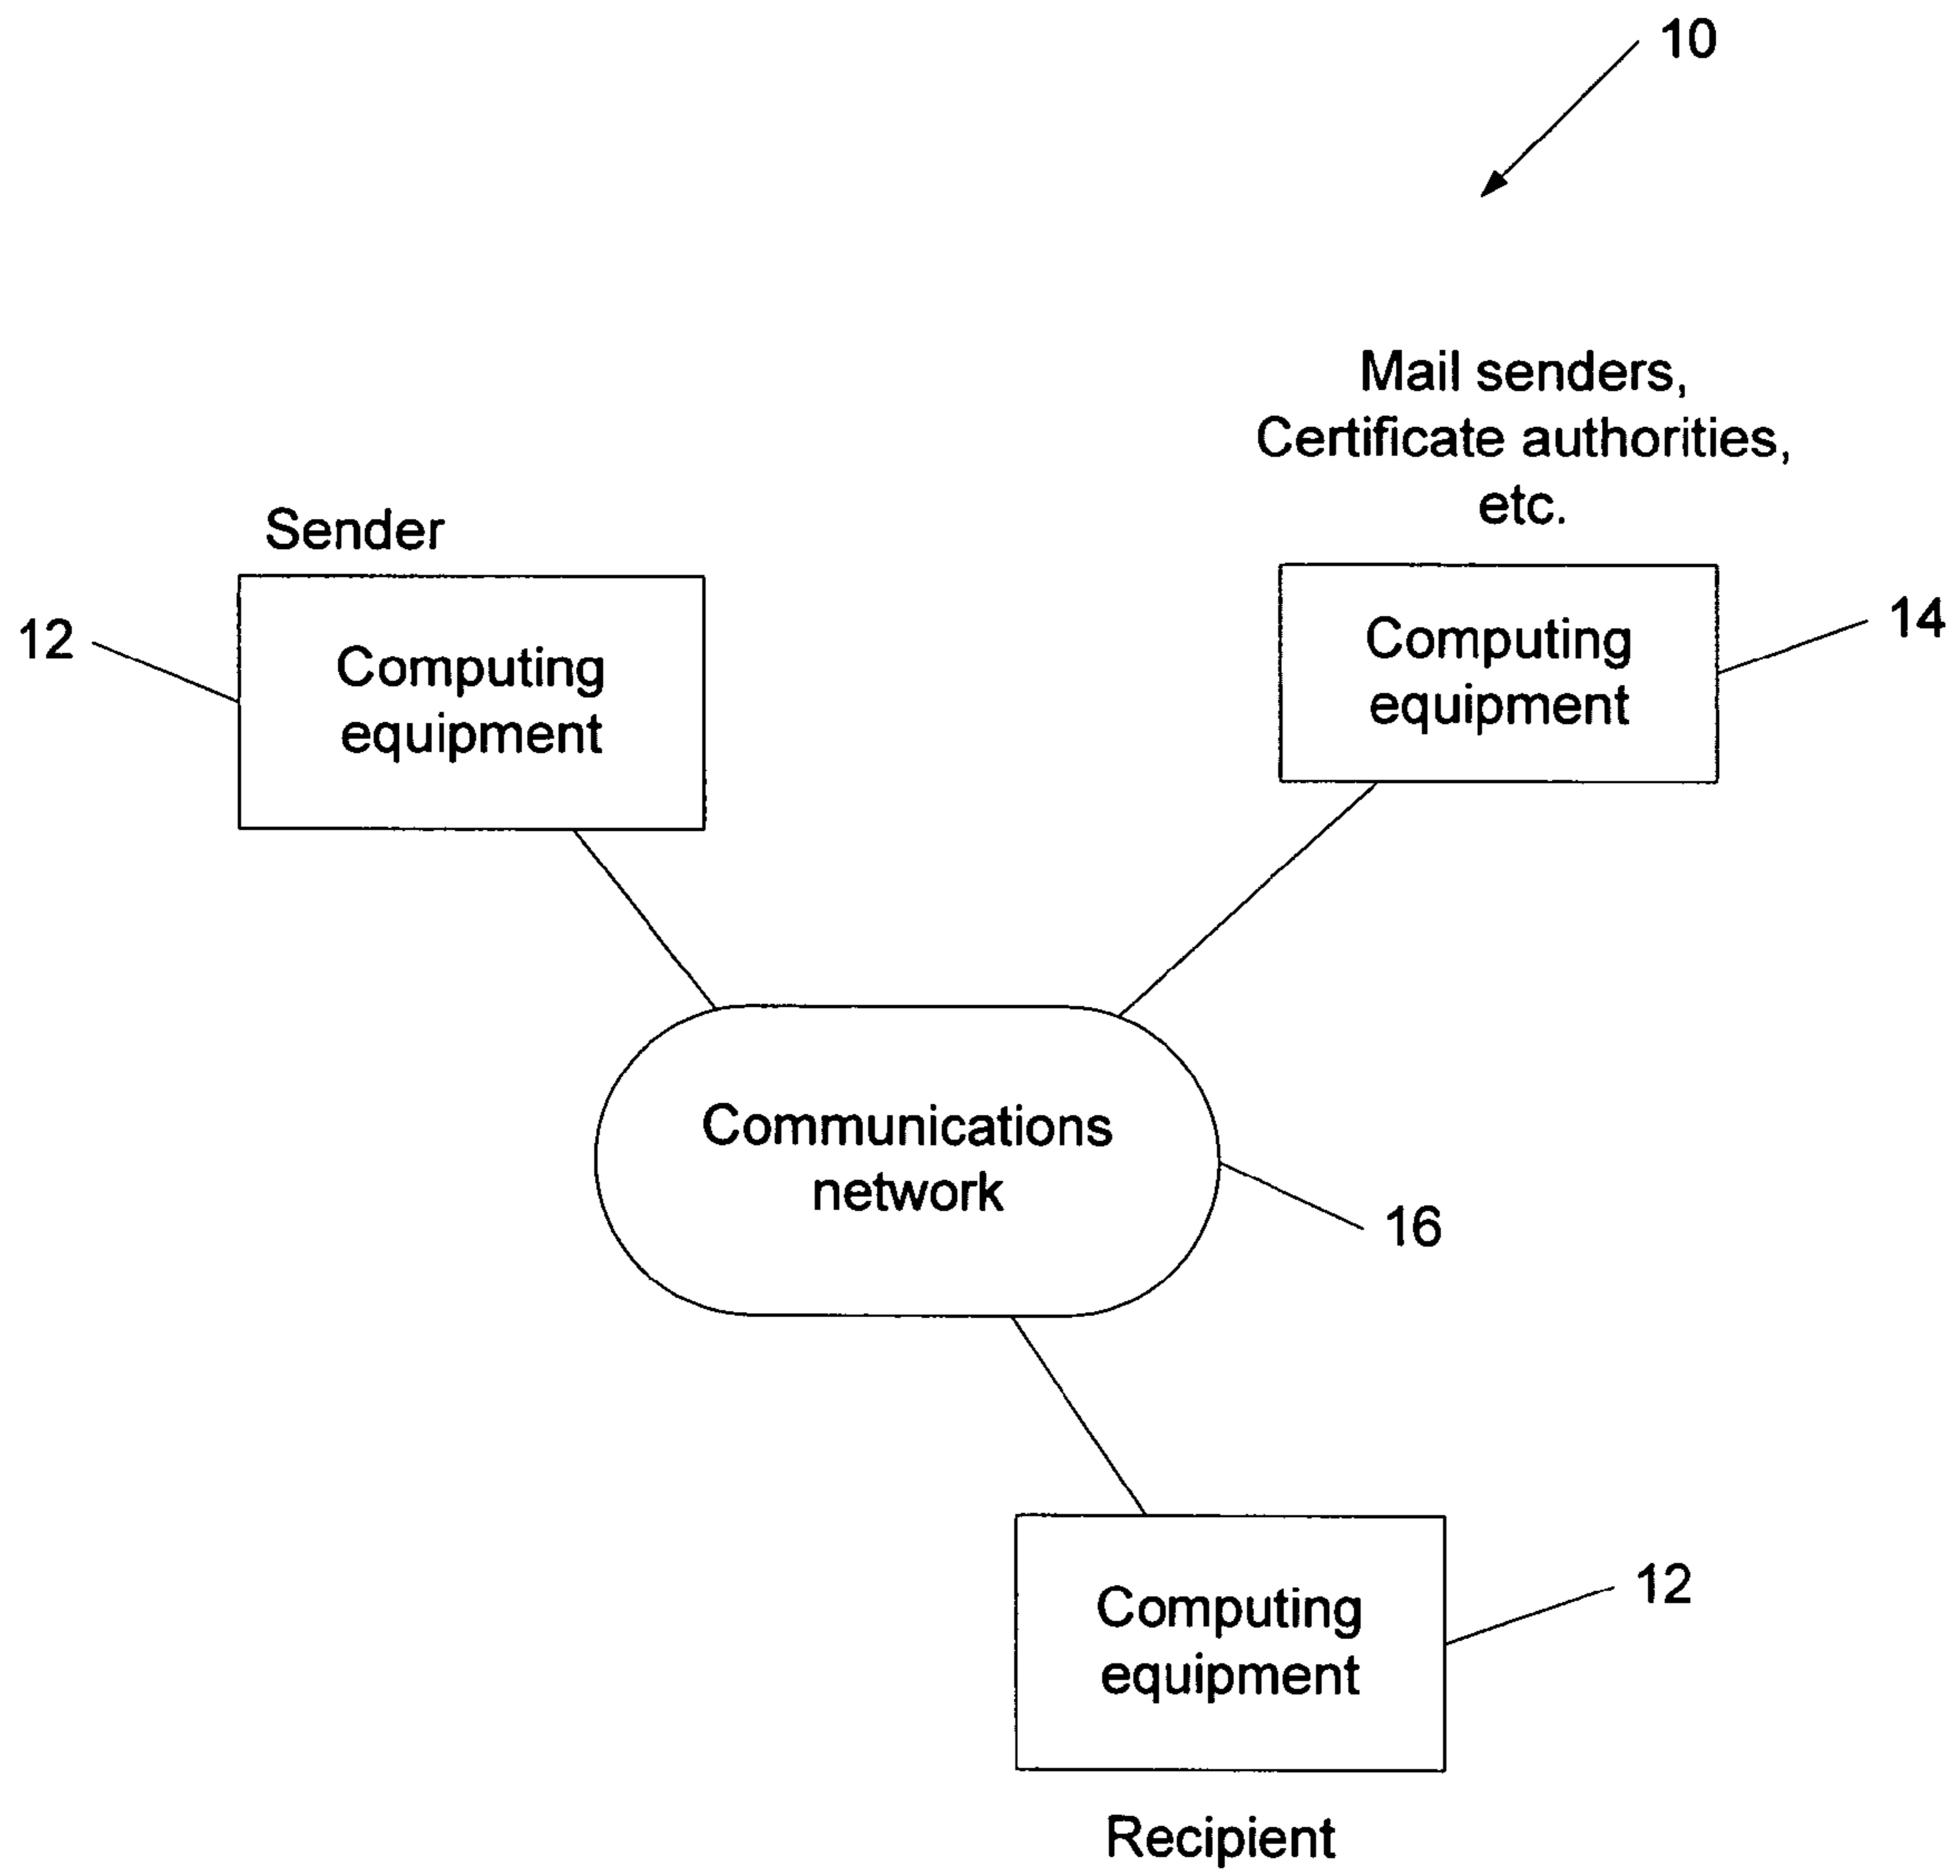 10
Mail senders,
Certificate authorities,
etc.
Sender
12
Computing
equipment
Computing
equipment
14
Communications
network
16
Computing
equipment
12
Recipient